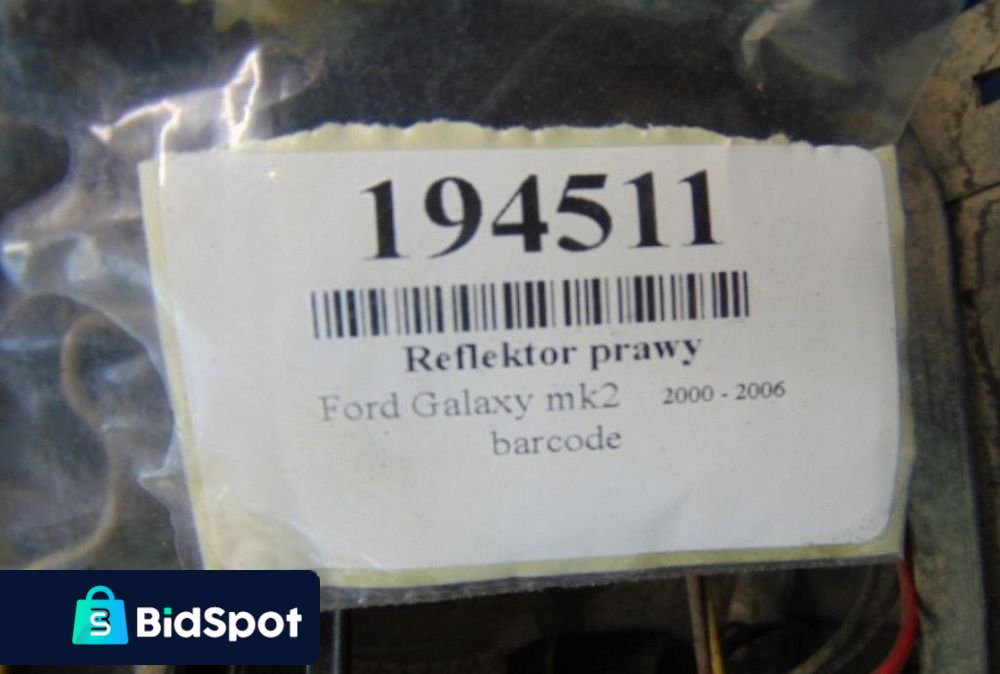 194511
Reflektor prawy
Ford Galaxy mk2 2000 - 2006
barcode
BidSpot